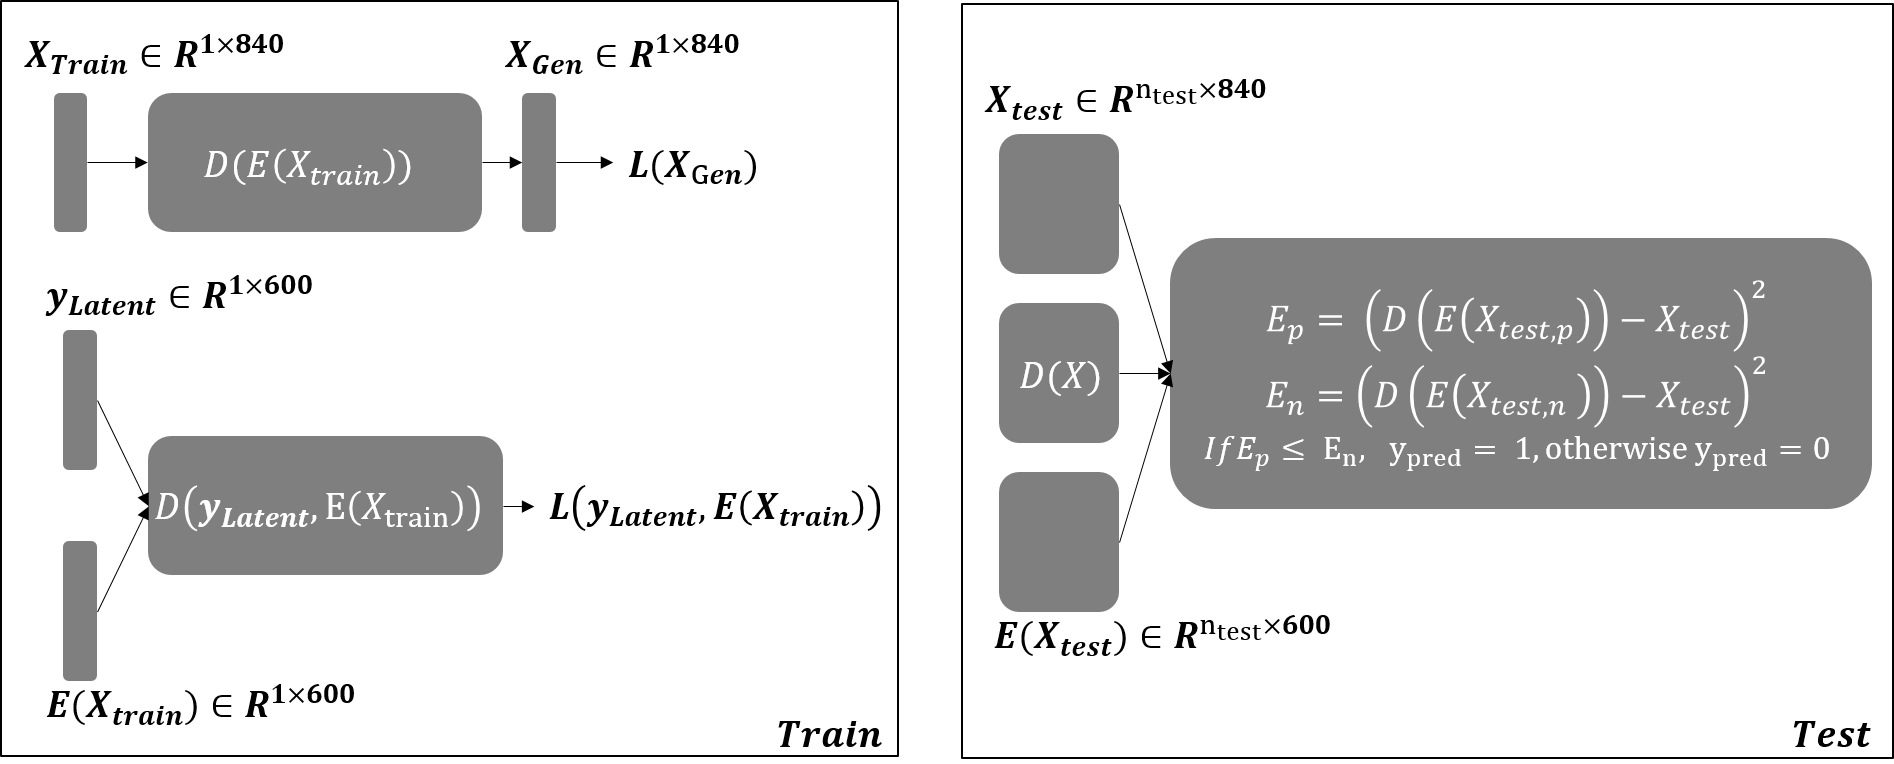 X_Train ∈ R^1×840
X_Gen ∈ R^1×840
D(E(X_train))
L(X_Gen)
y_Latent ∈ R^1×600
D(y_Latent, E(X_train))
L(y_Latent, E(X_train))
E(X_train) ∈ R^1×600
Train
X_test ∈ R^n_test×840
D(X)
E_p = (D(E(X_test,p)) − X_test)^2
E_n = (D(E(X_test,n)) − X_test)^2
IfE_p ≤ E_n, y_pred = 1, otherwise y_pred = 0
E(X_test) ∈ R^n_test×600
Test